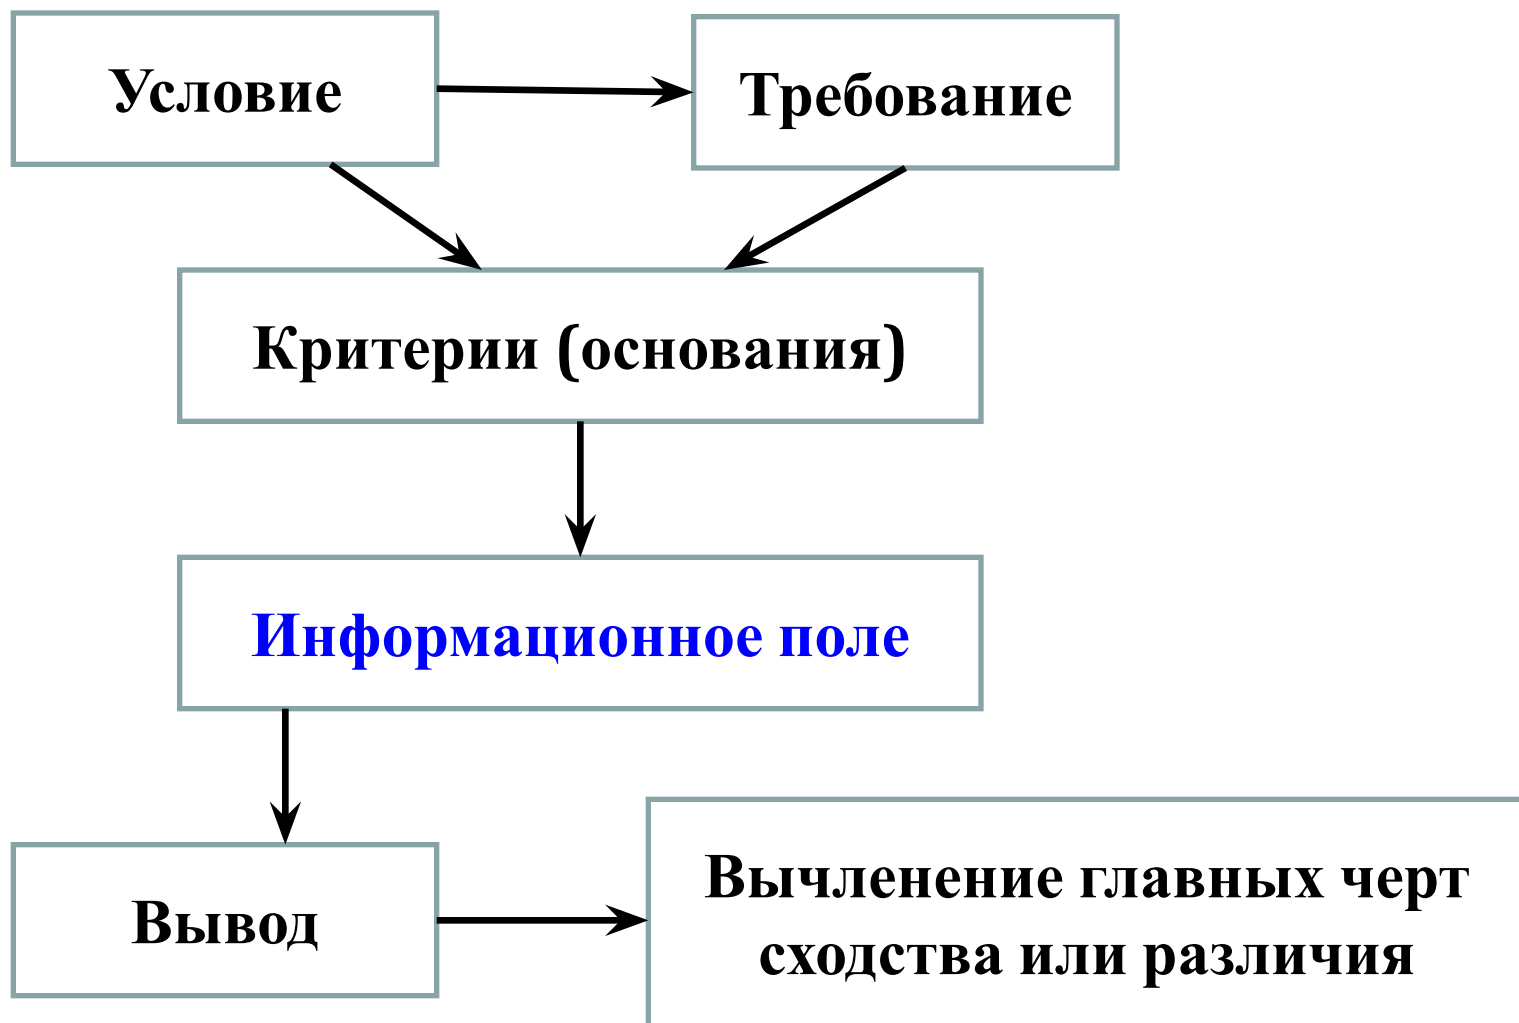 Условие
Требование
Критерии (основания)
Информационное поле
Вывод
Вычленение главных черт
сходства или различия